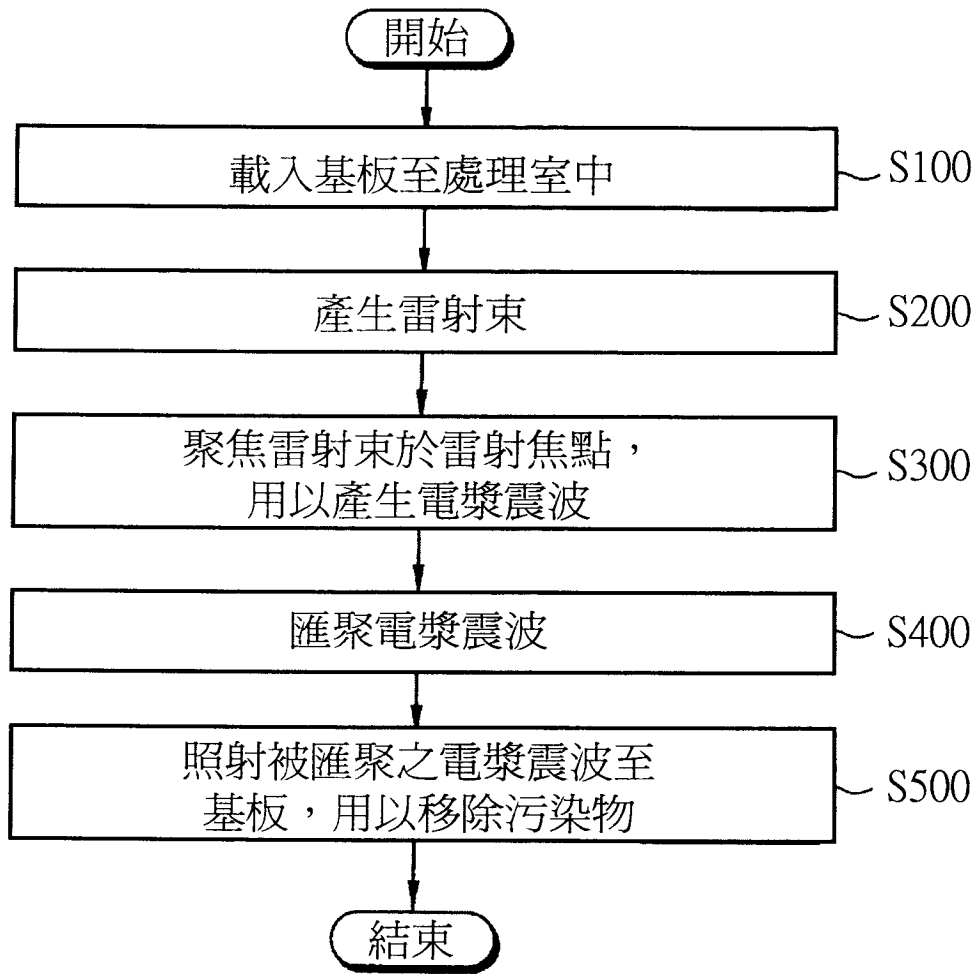 開始
載入基板至處理室中
S100
產生雷射束
S200
聚焦雷射束於雷射焦點，
用以產生電漿震波
S300
匯聚電漿震波
S400
照射被匯聚之電漿震波至
基板，用以移除污染物
S500
結束